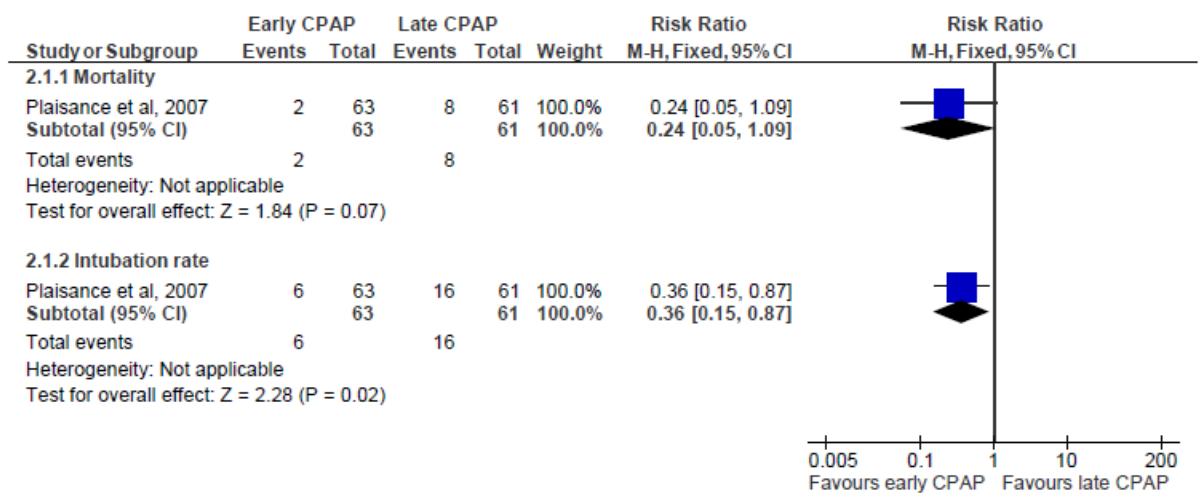 Early CPAP Late CPAP Risk Ratio Risk Ratio
Study or Subgroup Events Total Events Total Weight M-H, Fixed, 95% CI M-H, Fixed, 95% CI
2.1.1 Mortality
Plaisance et al, 2007 2 63 8 61 100.0% 0.24 [0.05, 1.09]
Subtotal (95% CI) 63 61 100.0% 0.24 [0.05, 1.09]
Total events 2 8
Heterogeneity: Not applicable
Test for overall effect: Z = 1.84 (P = 0.07)
2.1.2 Intubation rate
Plaisance et al, 2007 6 63 16 61 100.0% 0.36 [0.15, 0.87]
Subtotal (95% CI) 63 61 100.0% 0.36 [0.15, 0.87]
Total events 6 16
Heterogeneity: Not applicable
Test for overall effect: Z = 2.28 (P = 0.02)
0.005 0.1 1 10 200
Favours early CPAP Favours late CPAP